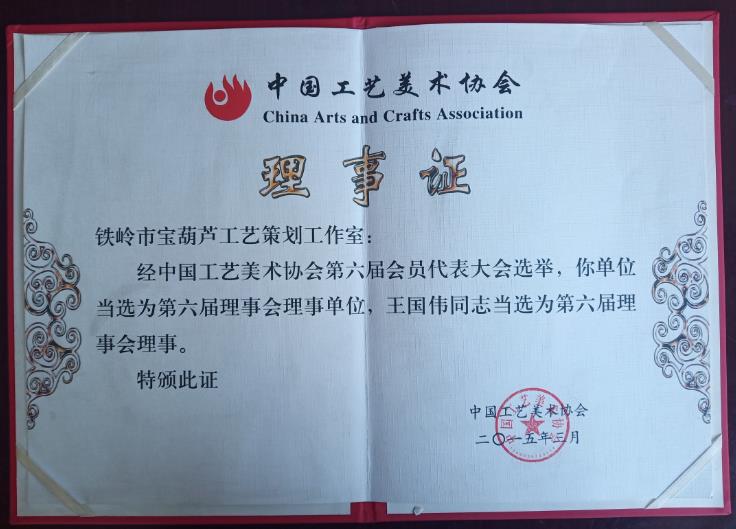 中国工艺美术协会
China Arts and Crafts Association
理事证
铁岭市宝葫芦工艺策划工作室：
经中国工艺美术协会第六届会员代表大会选举，你单位
当选为第六届理事会理事单位，王国伟同志当选为第六届理
事会理事。
特颁此证
中国工艺美术协会
二〇一五年三月